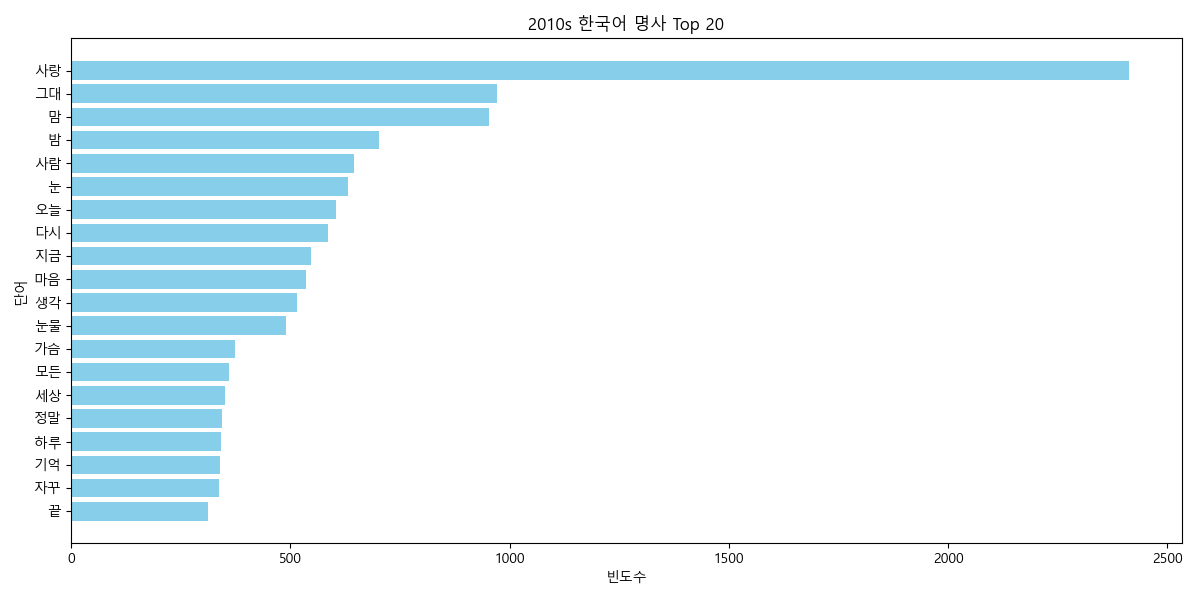 2010s 한국어 명사 Top 20
단어
사랑
그대
맘
밤
사람
눈
오늘
다시
지금
마음
생각
눈물
가슴
모든
세상
정말
하루
기억
자꾸
끝
0 500 1000 1500 2000 2500
빈도수